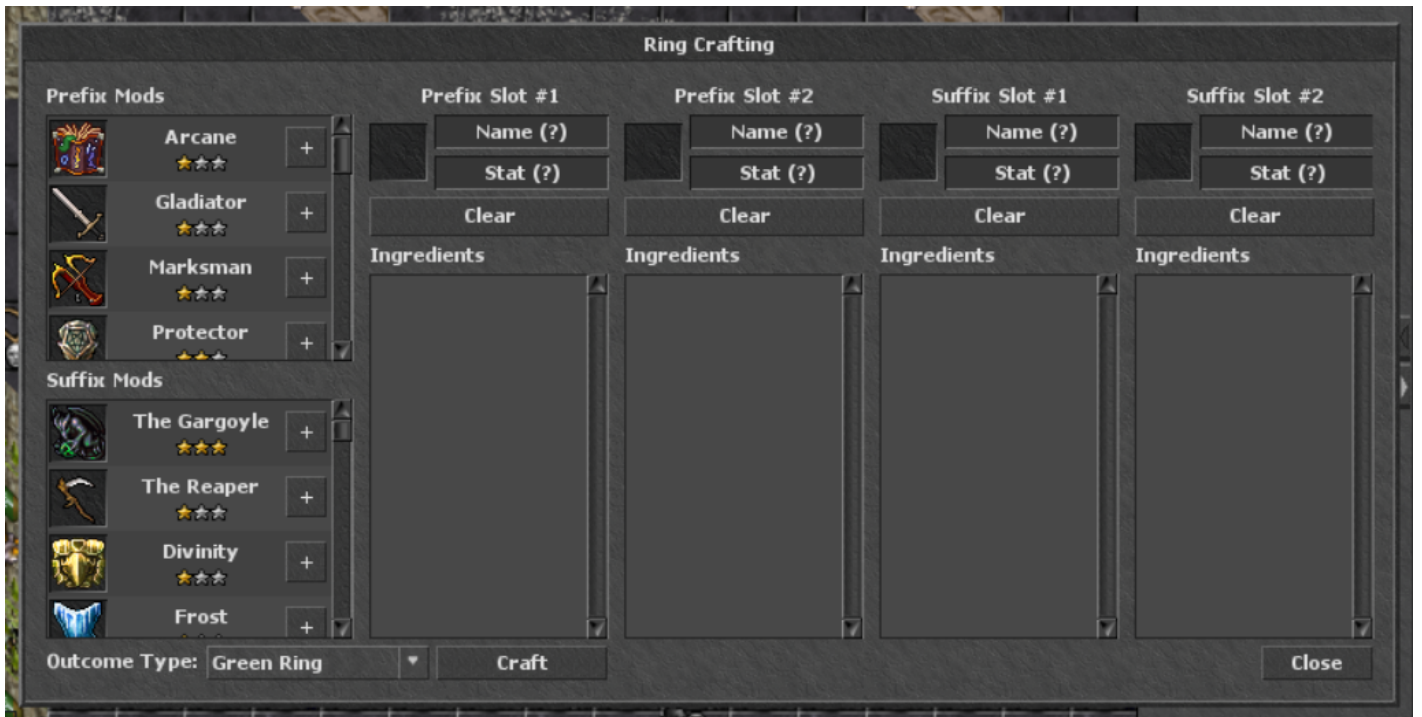 Ring Crafting
Prefix Mods
Arcane
+
Gladiator
+
Marksman
+
Protector
+
Suffix Mods
The Gargoyle
+
The Reaper
+
Divinity
+
Frost
+
Prefix Slot #1
Name (?)
Stat (?)
Clear
Ingredients
Prefix Slot #2
Name (?)
Stat (?)
Clear
Ingredients
Suffix Slot #1
Name (?)
Stat (?)
Clear
Ingredients
Suffix Slot #2
Name (?)
Stat (?)
Clear
Ingredients
Outcome Type: Green Ring
Craft
Close